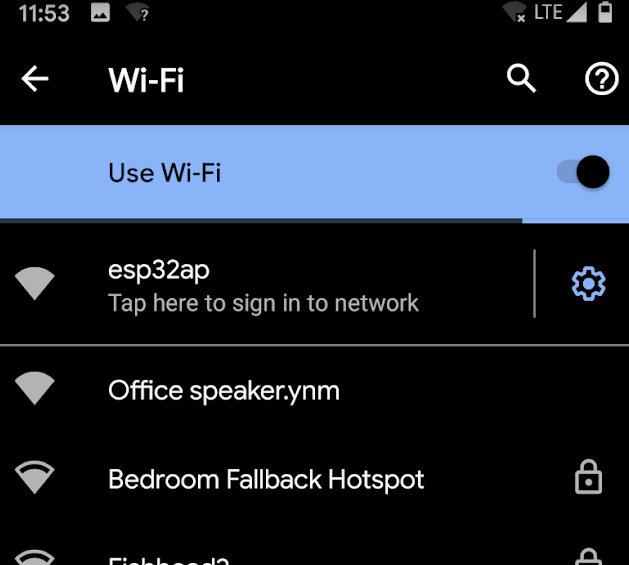 11:53
LTE
Wi-Fi
Use Wi-Fi
esp32ap
Tap here to sign in to network
Office speaker.ynm
Bedroom Fallback Hotspot